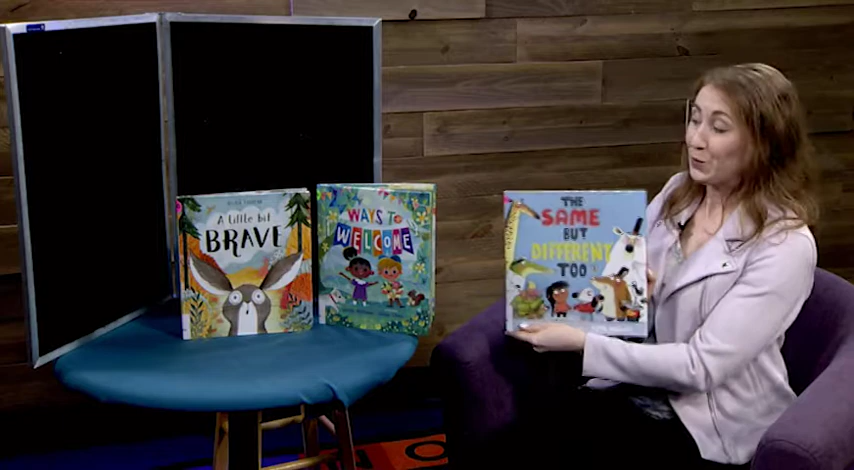 A little bit
BRAVE
WAYS TO
WELCOME
THE
SAME
BUT
DIFFERENT
TOO